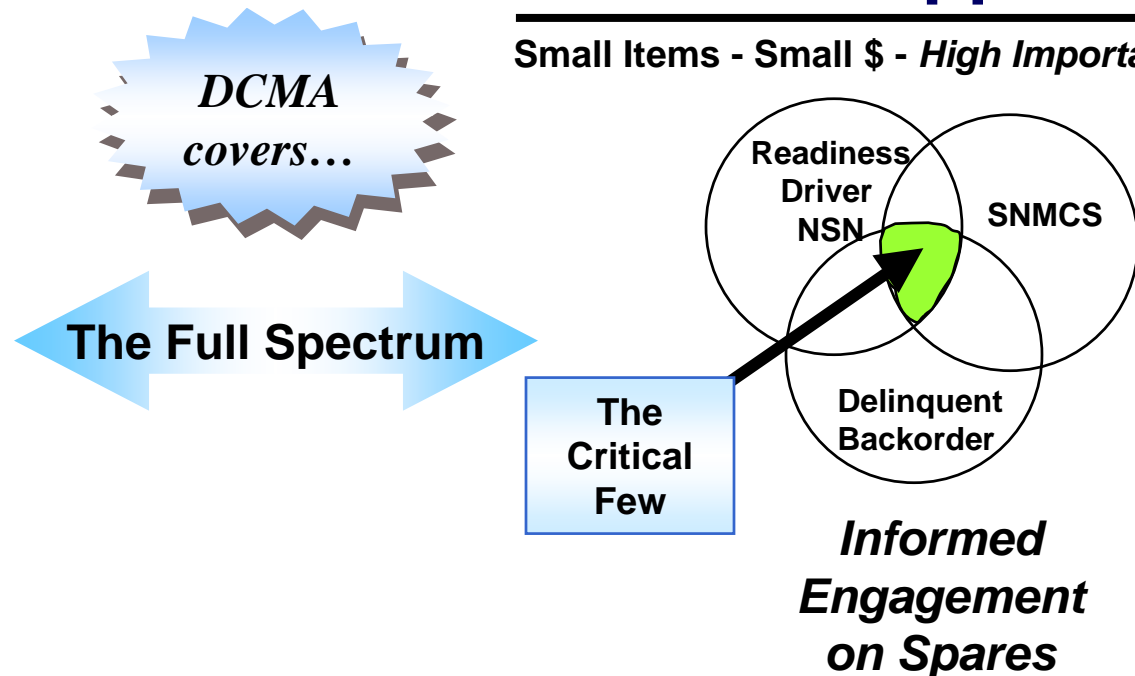 DCMA
covers…
The Full Spectrum
Small Items - Small $ - High Importa
Readiness
Driver
NSN
SNMCS
The
Critical
Few
Delinquent
Backorder
Informed
Engagement
on Spares